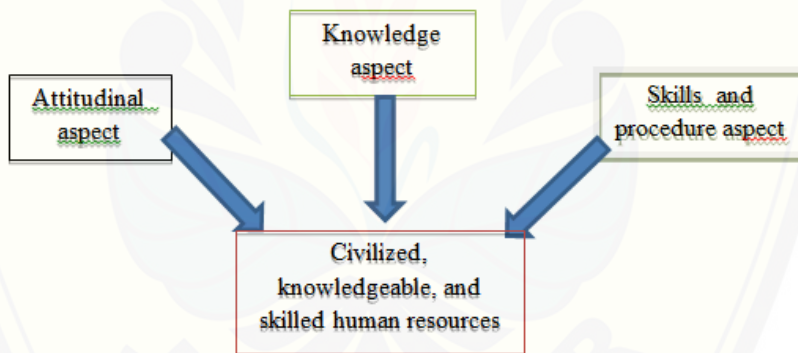 Knowledge
aspect
Attitudinal
aspect
Skills and
procedure aspect
Civilized,
knowledgeable, and
skilled human resources